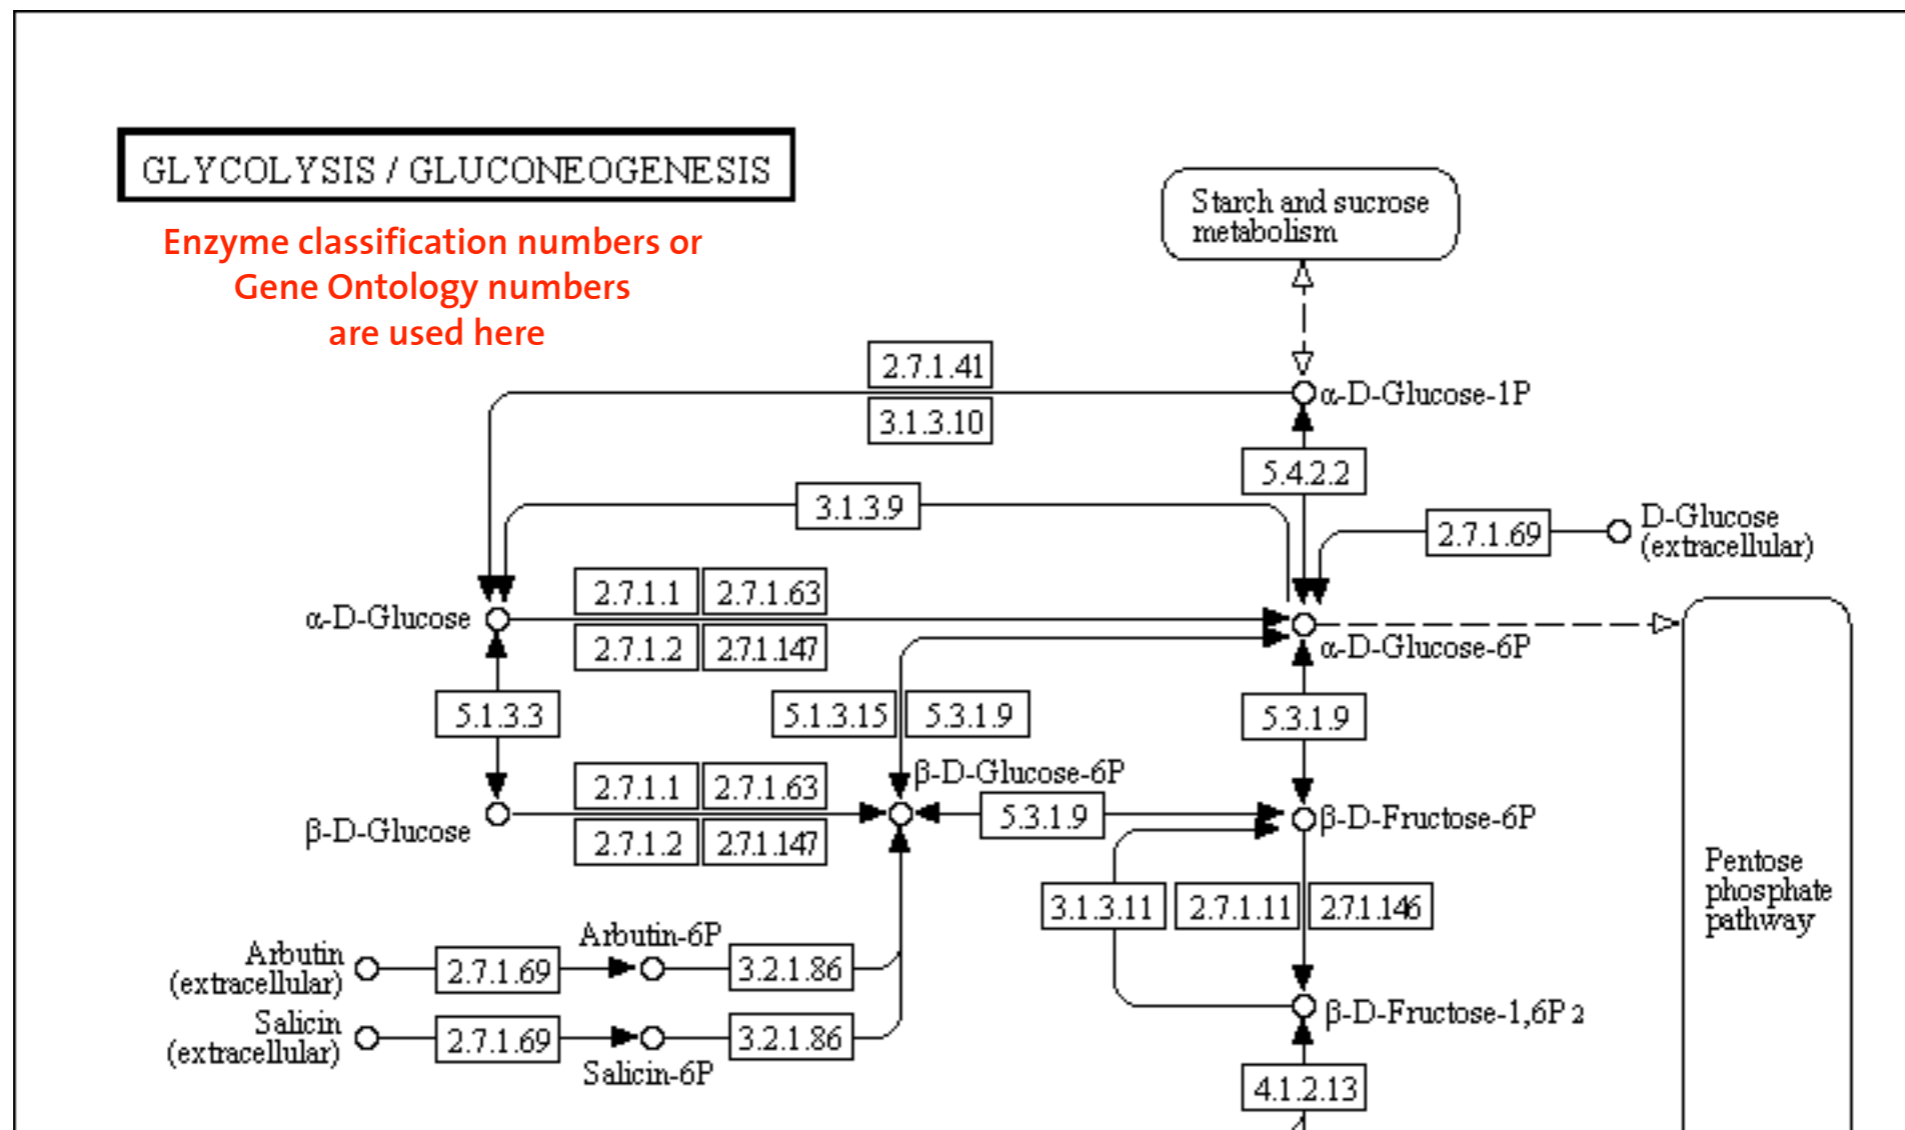 GLYCOLYSIS / GLUCONEOGENESIS
Enzyme classification numbers or
Gene Ontology numbers
are used here
Starch and sucrose
metabolism
2.7.1.41
α-D-Glucose-1P
3.1.3.10
5.4.2.2
3.1.3.9
D-Glucose
(extracellular)
2.7.1.69
2.7.1.1
2.7.1.63
α-D-Glucose
2.7.1.2
2.7.1.147
α-D-Glucose-6P
5.1.3.3
5.1.3.15
5.3.1.9
5.3.1.9
β-D-Glucose-6P
2.7.1.1
2.7.1.63
5.3.1.9
β-D-Fructose-6P
β-D-Glucose
2.7.1.2
2.7.1.147
Pentose
phosphate
pathway
3.1.3.11
2.7.1.11
2.7.1.146
Arbutin-6P
Arbutin
(extracellular)
2.7.1.69
3.2.1.86
β-D-Fructose-1,6P2
Salicin
(extracellular)
2.7.1.69
3.2.1.86
Salicin-6P
4.1.2.13